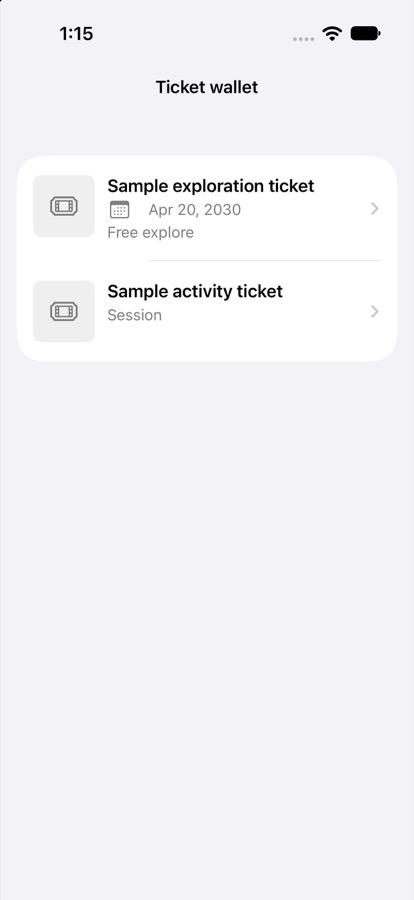 1:15
Ticket wallet
Sample exploration ticket
Apr 20, 2030
Free explore
Sample activity ticket
Session